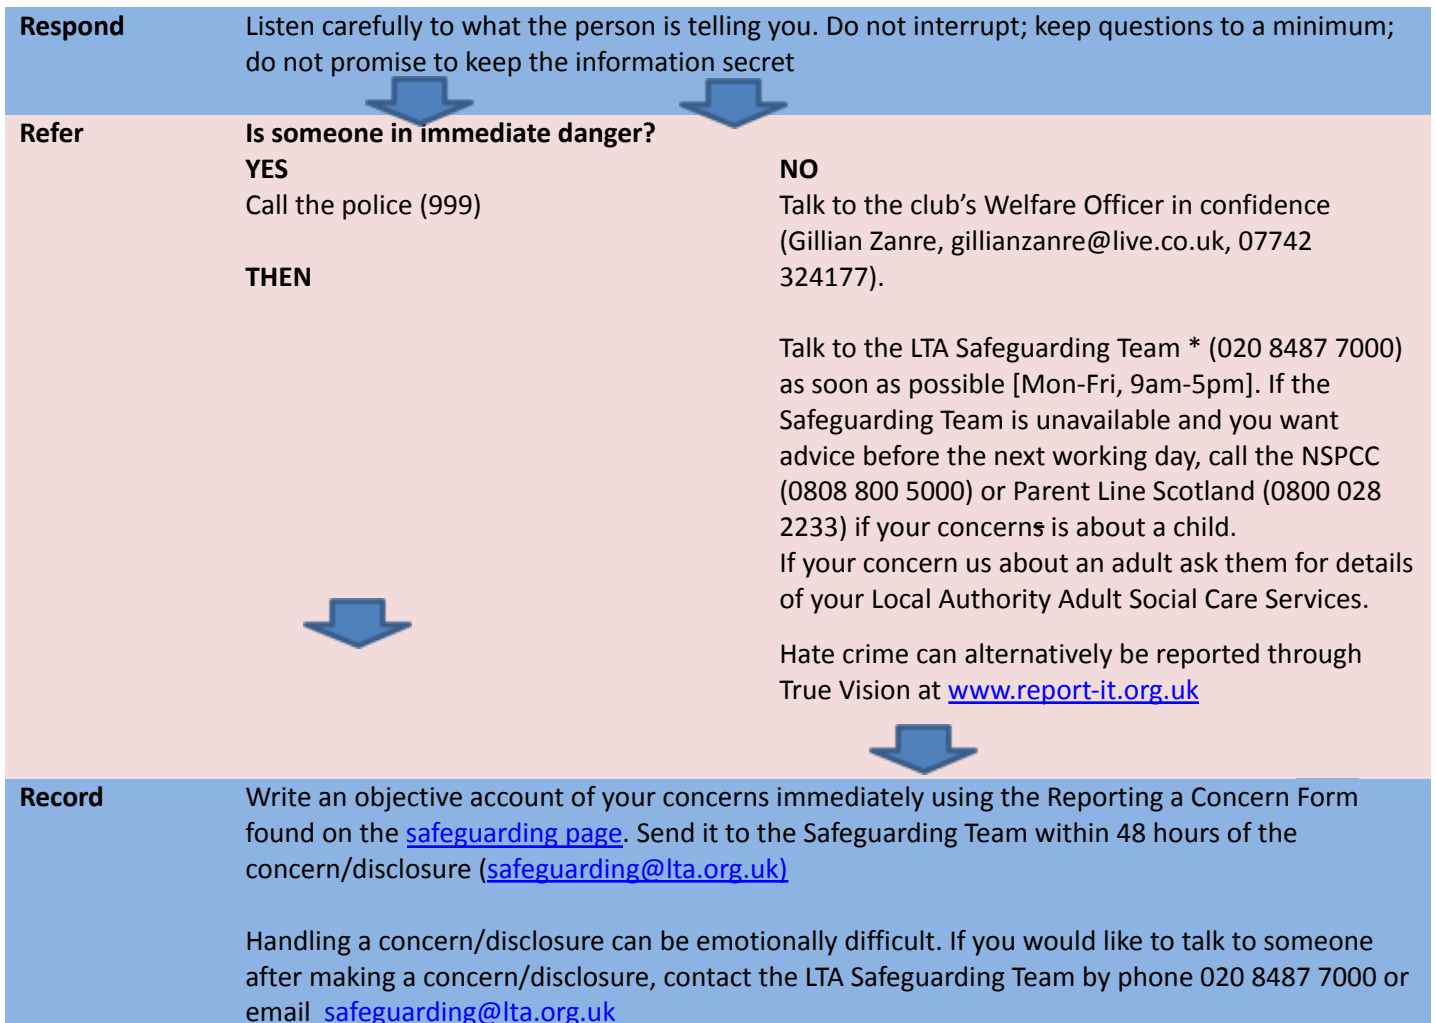 Respond
Listen carefully to what the person is telling you. Do not interrupt; keep questions to a minimum;
do not promise to keep the information secret
Refer
Is someone in immediate danger?
YES
Call the police (999)
THEN
NO
Talk to the club’s Welfare Officer in confidence
(Gillian Zanre, gillianzanre@live.co.uk, 07742
324177).
Talk to the LTA Safeguarding Team * (020 8487 7000)
as soon as possible [Mon-Fri, 9am-5pm]. If the
Safeguarding Team is unavailable and you want
advice before the next working day, call the NSPCC
(0808 800 5000) or Parent Line Scotland (0800 028
2233) if your concerns is about a child.
If your concern us about an adult ask them for details
of your Local Authority Adult Social Care Services.
Hate crime can alternatively be reported through
True Vision at www.report-it.org.uk
Record
Write an objective account of your concerns immediately using the Reporting a Concern Form
found on the safeguarding page. Send it to the Safeguarding Team within 48 hours of the
concern/disclosure (safeguarding@lta.org.uk)
Handling a concern/disclosure can be emotionally difficult. If you would like to talk to someone
after making a concern/disclosure, contact the LTA Safeguarding Team by phone 020 8487 7000 or
email safeguarding@lta.org.uk